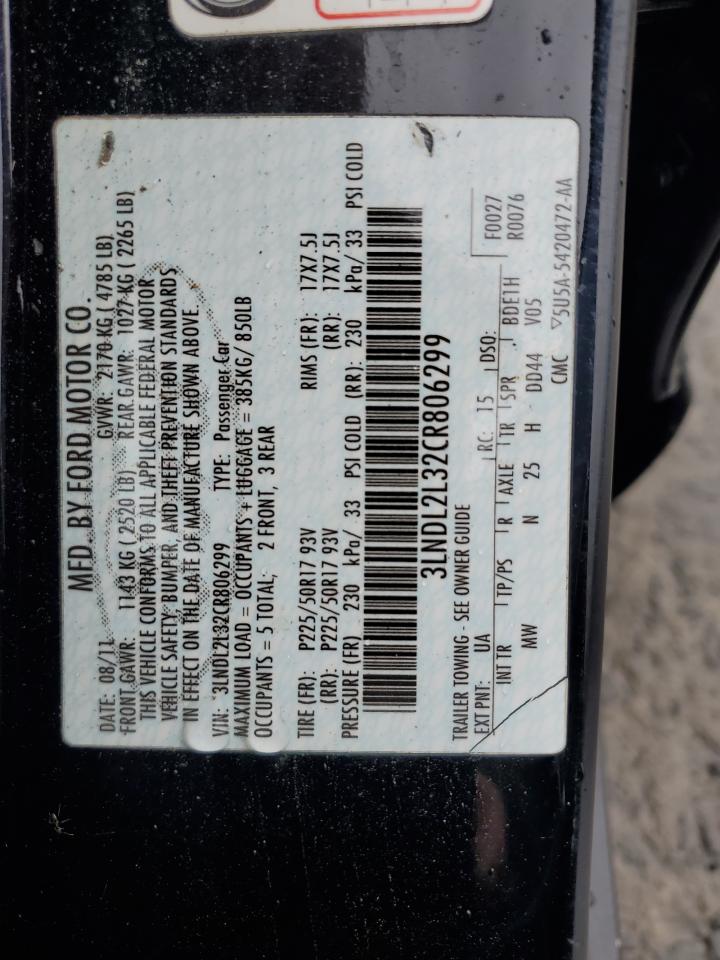 MFD. BY FORD MOTOR CO.
DATE: 08/11 GVWR: 2170 KG ( 4785 LB)
FRONT GAWR: 1143 KG ( 2520 LB) REAR GAWR: 1027 KG ( 2265 LB)
THIS VEHICLE CONFORMS TO ALL APPLICABLE FEDERAL MOTOR
VEHICLE SAFETY, BUMPER, AND THEFT PREVENTION STANDARDS
IN EFFECT ON THE DATE OF MANUFACTURE SHOWN ABOVE.
VIN: 3LNDL2L32CR806299 TYPE: Passenger Car
MAXIMUM LOAD = OCCUPANTS + LUGGAGE = 385KG/ 850LB
OCCUPANTS = 5 TOTAL; 2 FRONT, 3 REAR
TIRE (FR): P225/50R17 93V RIMS (FR): 17X7.5J
(RR): P225/50R17 93V (RR): 17X7.5J
PRESSURE (FR) 230 kPa/ 33 PSI COLD (RR): 230 kPa/ 33 PSI COLD
3LNDL2L32CR806299
TRAILER TOWING - SEE OWNER GUIDE F0027
EXT PNT: UA RC: 15 DSO: R0076
INT TR TP/PS R AXLE TR SPR BDE1H
MW N 25 H DD44 V05
CMC ▽5U5A-5420472-AA